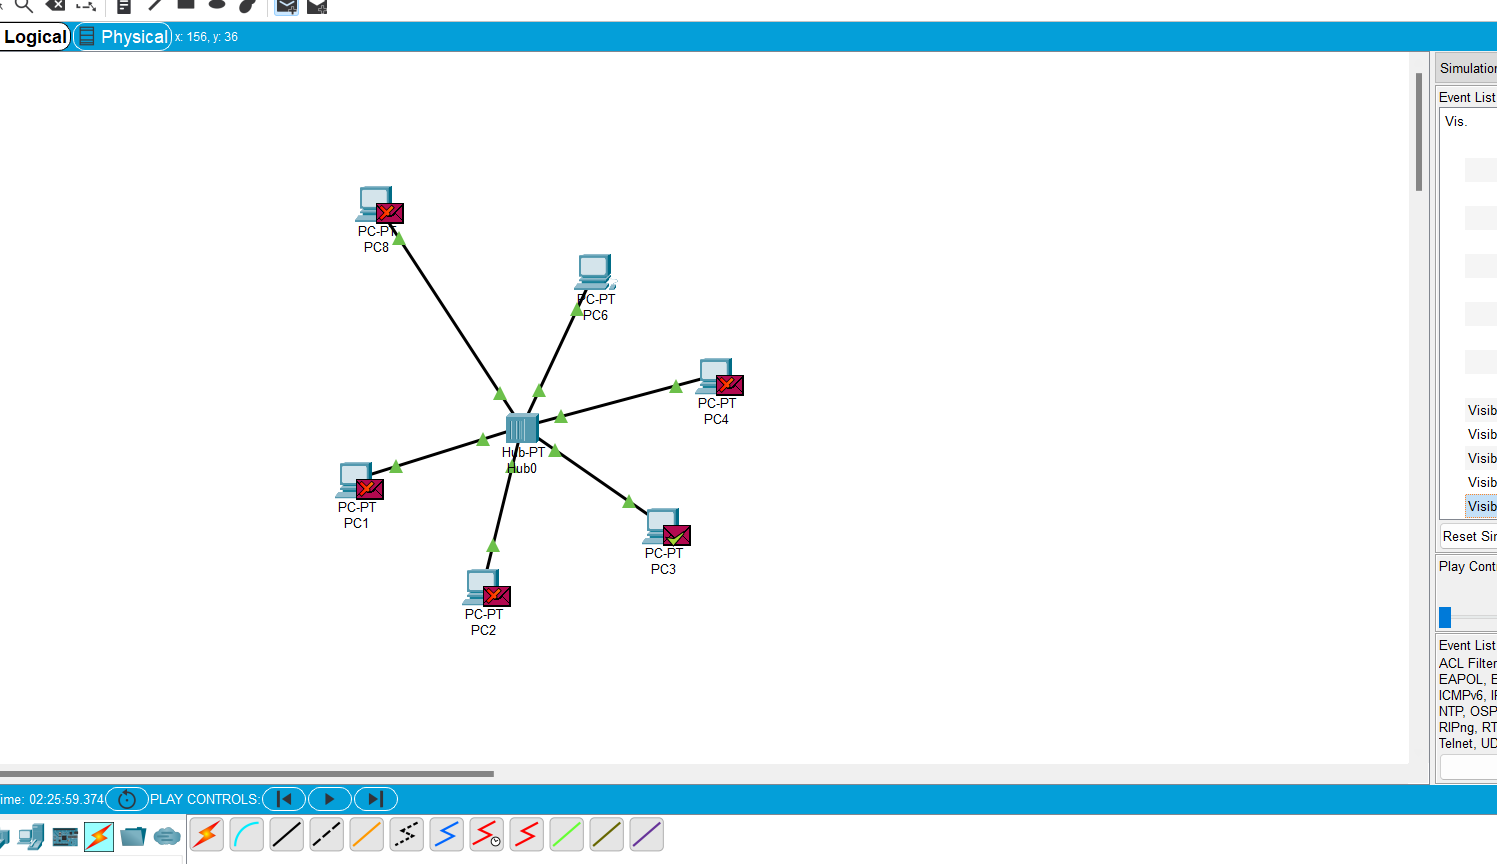 Logical
Physical
x: 156, y: 36
Simulation
Event List
Vis.
PC-PT
PC8
PC-PT
PC6
PC-PT
PC4
Hub-PT
Hub0
PC-PT
PC1
PC-PT
PC3
PC-PT
PC2
Visib
Visib
Visib
Visib
Visib
Reset Sir
Play Cont
Event List
ACL Filter
EAPOL, E
ICMPv6, I
NTP, OSP
RIPng, RT
Telnet, UD
ime: 02:25:59.374
PLAY CONTROLS: